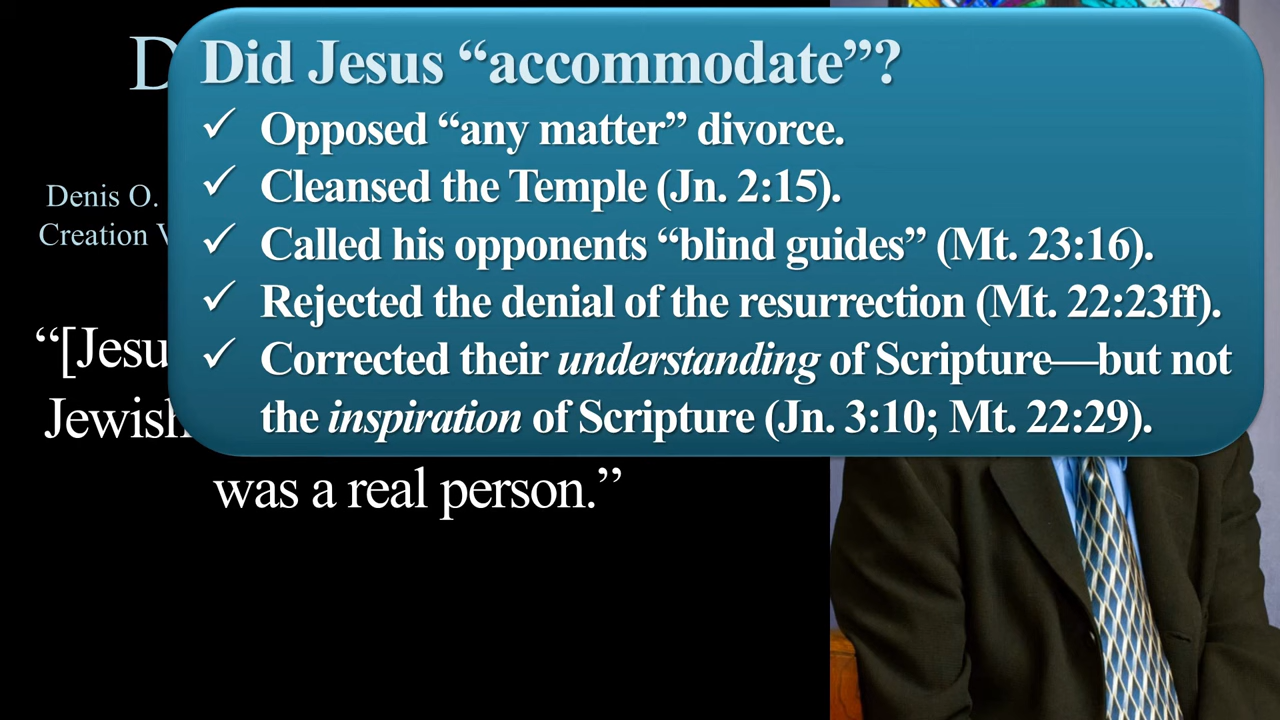 Did Jesus “accommodate”?
✓ Opposed “any matter” divorce.
✓ Cleansed the Temple (Jn. 2:15).
✓ Called his opponents “blind guides” (Mt. 23:16).
✓ Rejected the denial of the resurrection (Mt. 22:23ff).
✓ Corrected their understanding of Scripture—but not
the inspiration of Scripture (Jn. 3:10; Mt. 22:29).
D
Denis O.
Creation V
“[Jesu
Jewish
was a real person.”